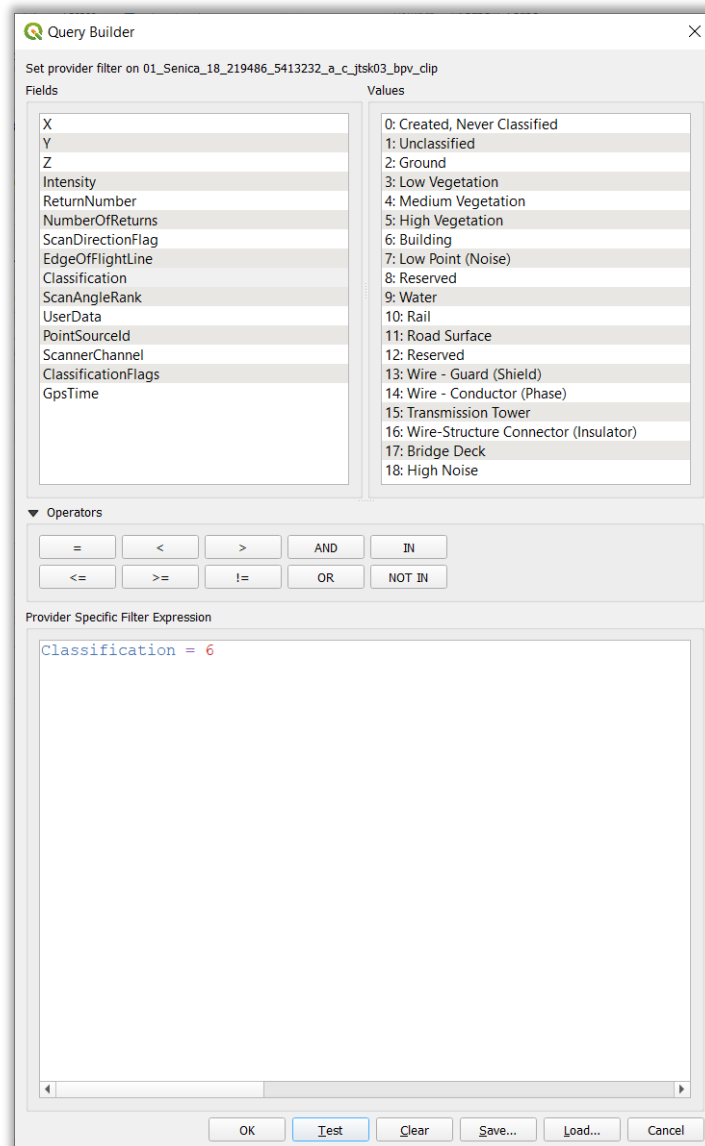 Query Builder
Set provider filter on 01_Senica_18_219486_5413232_a_c_jtsk03_bpv_clip
Fields
X
Y
Z
Intensity
ReturnNumber
NumberOfReturns
ScanDirectionFlag
EdgeOfFlightLine
Classification
ScanAngleRank
UserData
PointSourceId
ScannerChannel
ClassificationFlags
GpsTime
Values
0: Created, Never Classified
1: Unclassified
2: Ground
3: Low Vegetation
4: Medium Vegetation
5: High Vegetation
6: Building
7: Low Point (Noise)
8: Reserved
9: Water
10: Rail
11: Road Surface
12: Reserved
13: Wire - Guard (Shield)
14: Wire - Conductor (Phase)
15: Transmission Tower
16: Wire-Structure Connector (Insulator)
17: Bridge Deck
18: High Noise
Operators
= < > AND IN
<= >= != OR NOT IN
Provider Specific Filter Expression
Classification = 6
OK Test Clear Save... Load... Cancel